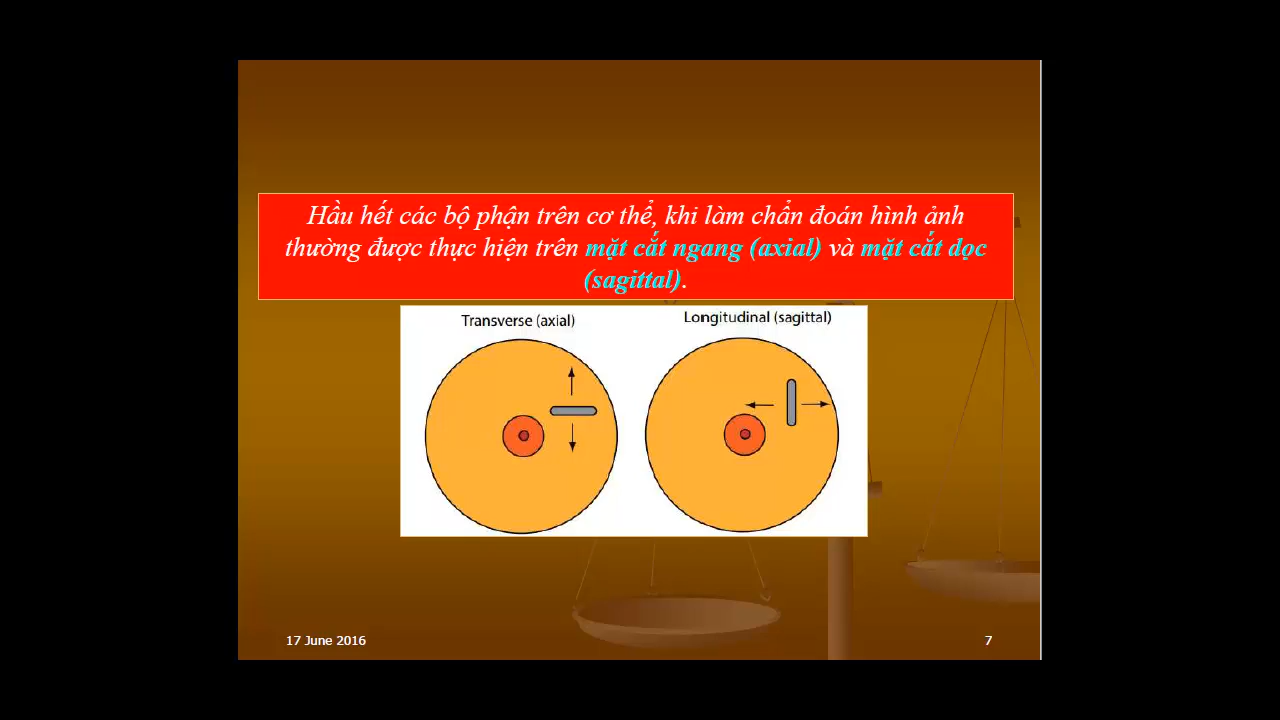 Hầu hết các bộ phận trên cơ thể, khi làm chẩn đoán hình ảnh
thường được thực hiện trên mặt cắt ngang (axial) và mặt cắt dọc
(sagittal).
Transverse (axial)
Longitudinal (sagittal)
17 June 2016
7